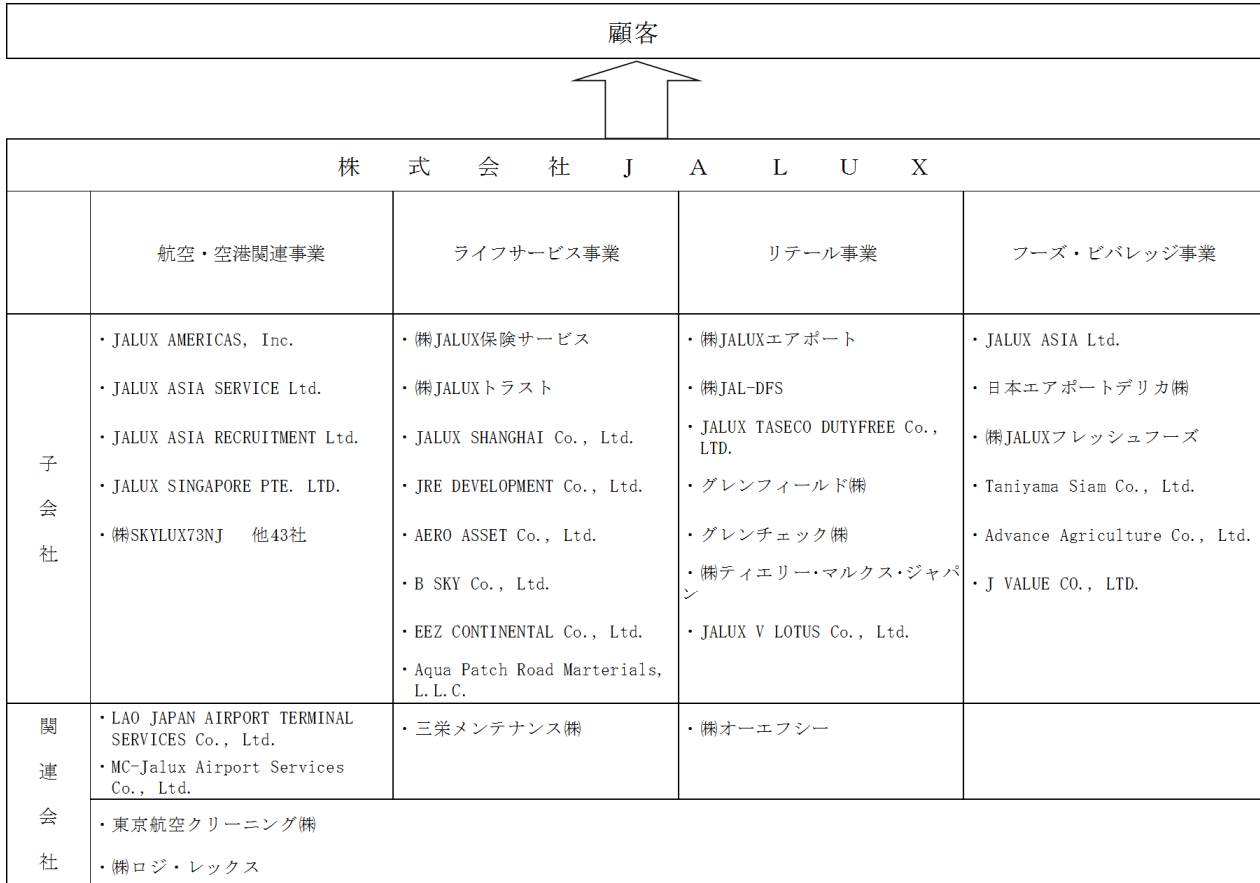 顧客
株式会社JALUX
航空・空港関連事業
ライフサービス事業
リテール事業
フーズ・ビバレッジ事業
子会社
・JALUX AMERICAS, Inc.
・JALUX ASIA SERVICE Ltd.
・JALUX ASIA RECRUITMENT Ltd.
・JALUX SINGAPORE PTE. LTD.
・㈱SKYLUX73NJ 他43社
・㈱JALUX保険サービス
・㈱JALUXトラスト
・JALUX SHANGHAI Co., Ltd.
・JRE DEVELOPMENT Co., Ltd.
・AERO ASSET Co., Ltd.
・B SKY Co., Ltd.
・EEZ CONTINENTAL Co., Ltd.
・Aqua Patch Road Marterials,
L.L.C.
・㈱JALUXエアポート
・㈱JAL-DFS
・JALUX TASECO DUTYFREE Co.,
LTD.
・グレンフィールド㈱
・グレンチェック㈱
・㈱ティエリー・マルクス・ジャパ
ン
・JALUX V LOTUS Co., Ltd.
・JALUX ASIA Ltd.
・日本エアポートデリカ㈱
・㈱JALUXフレッシュフーズ
・Taniyama Siam Co., Ltd.
・Advance Agriculture Co., Ltd.
・J VALUE CO., LTD.
関連会社
・LAO JAPAN AIRPORT TERMINAL
SERVICES Co., Ltd.
・MC-Jalux Airport Services
Co., Ltd.
・三栄メンテナンス㈱
・㈱オーエフシー
・東京航空クリーニング㈱
・㈱ロジ・レックス